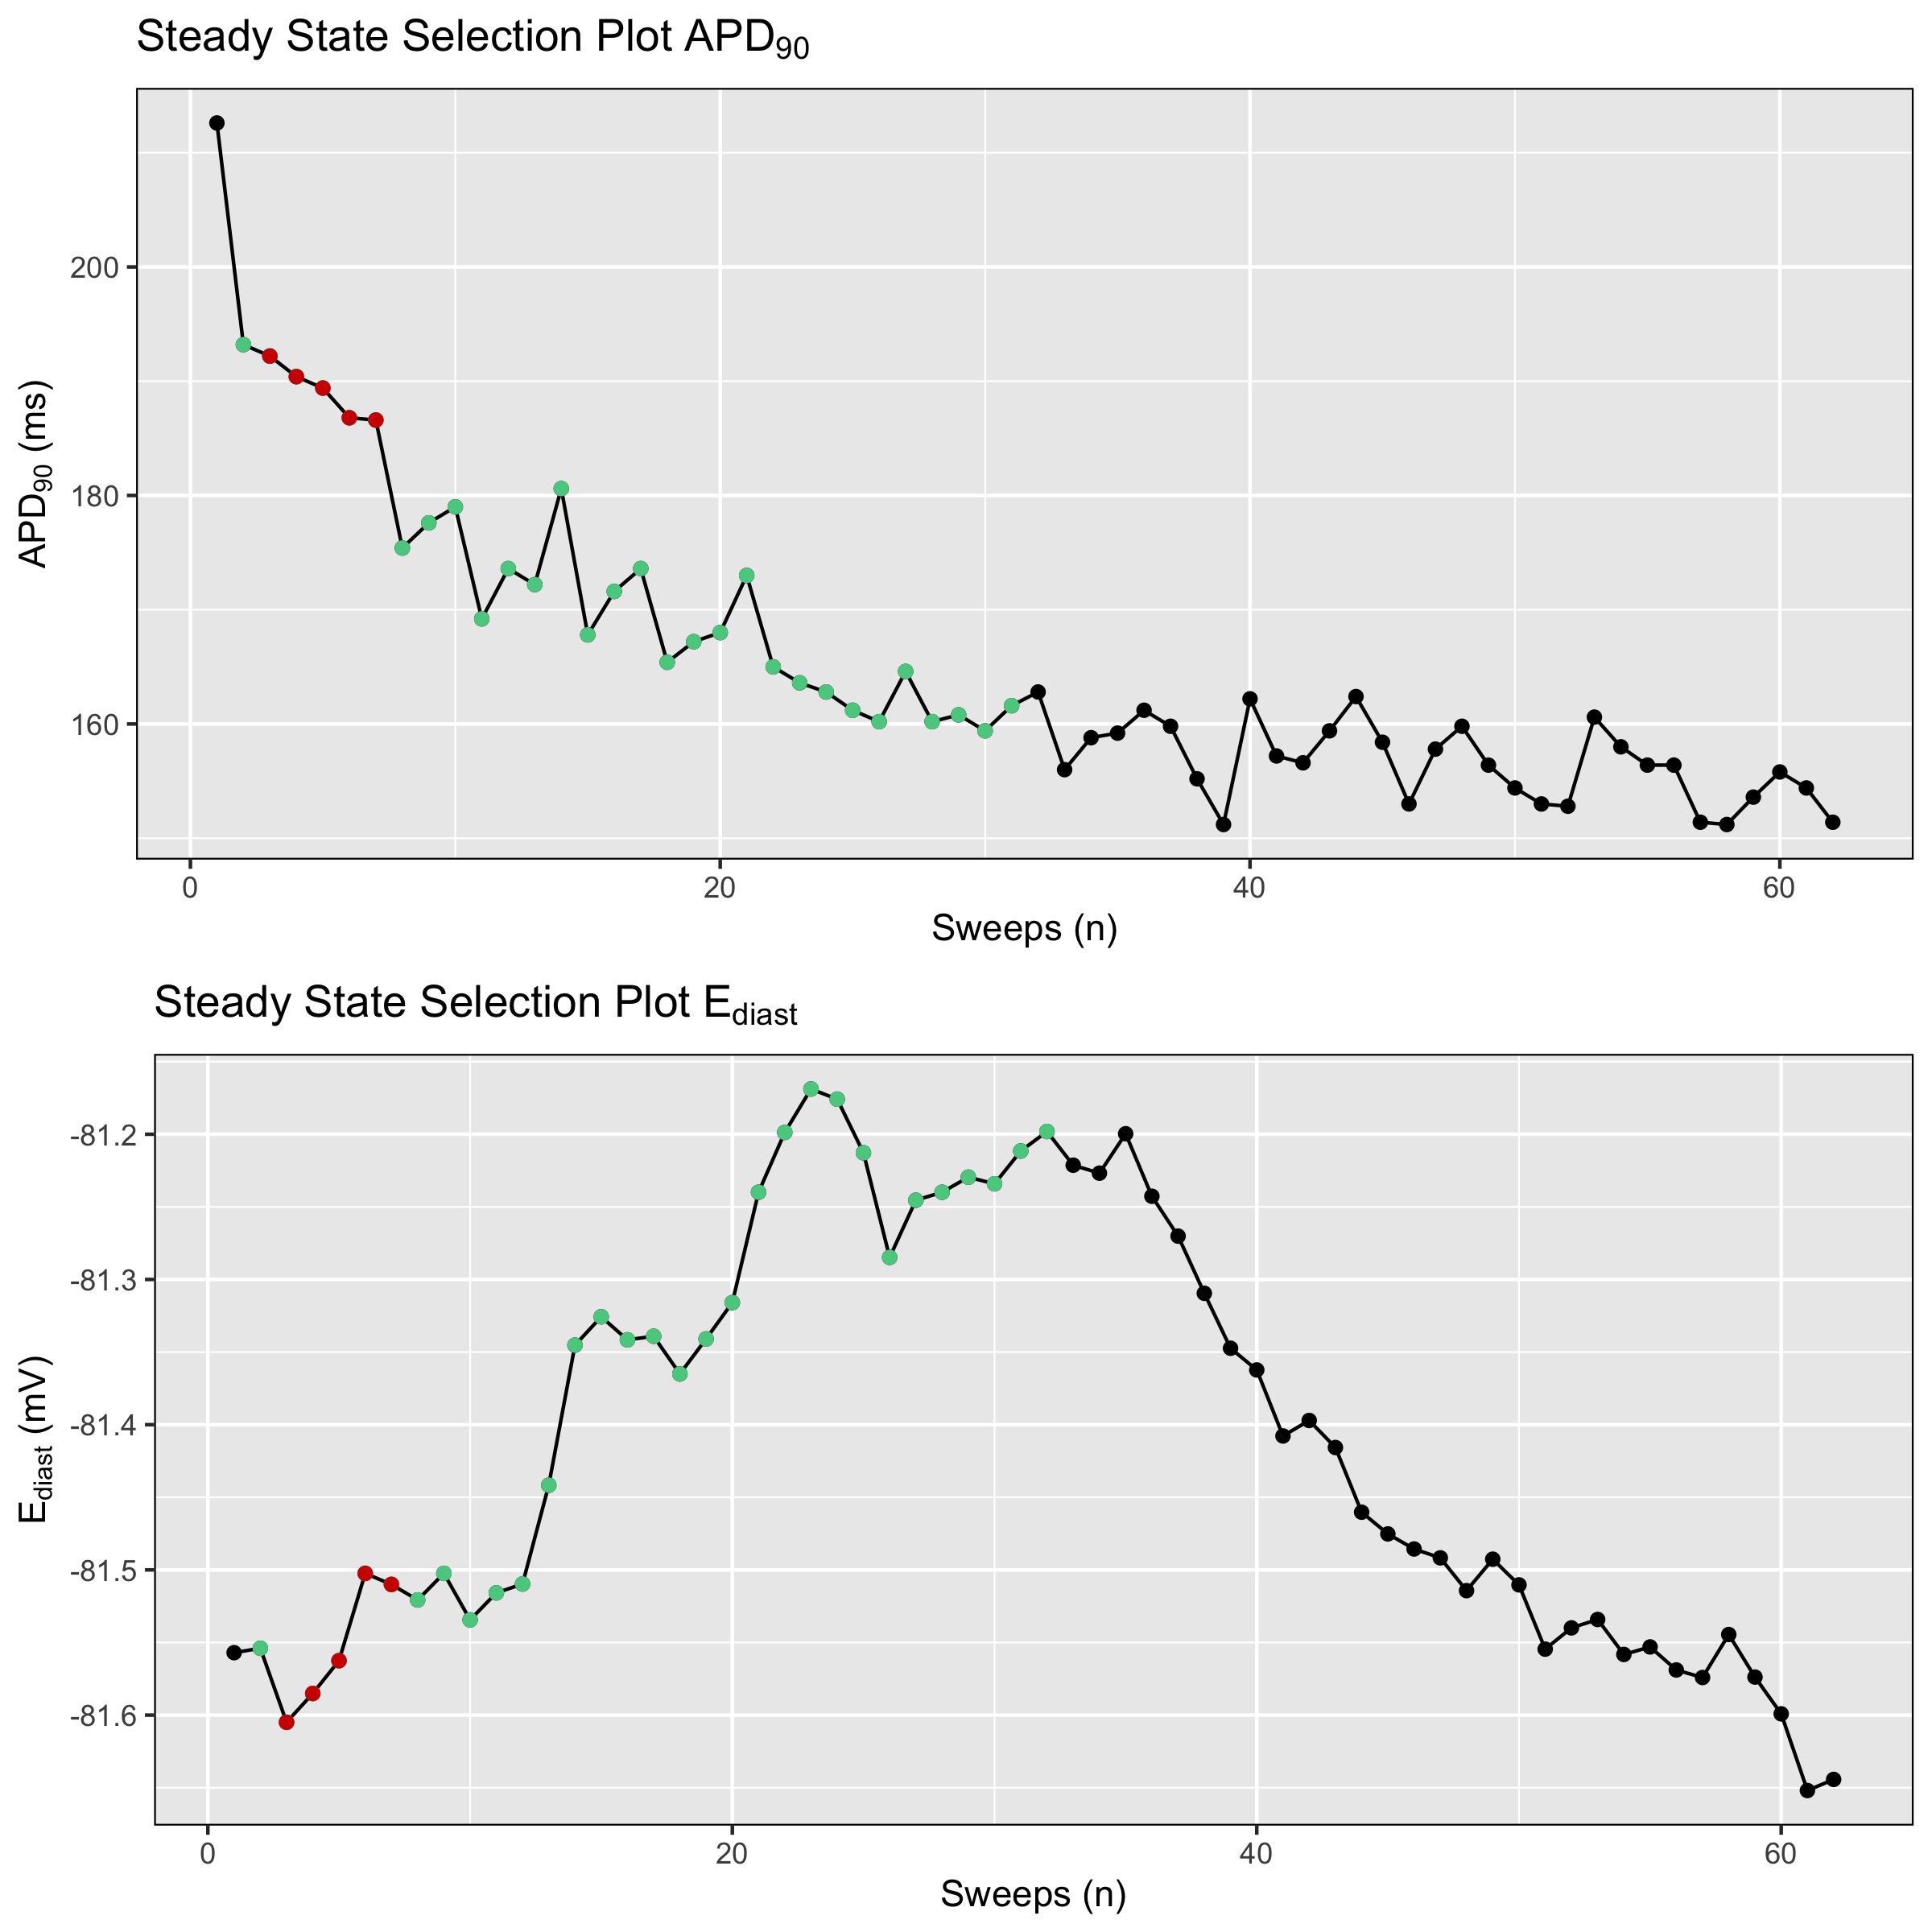 Steady State Selection Plot APD90
200
180
160
APD90 (ms)
0 20 40 60
Sweeps (n)
Steady State Selection Plot Ediast
-81.2
-81.3
-81.4
-81.5
-81.6
Ediast (mV)
0 20 40 60
Sweeps (n)